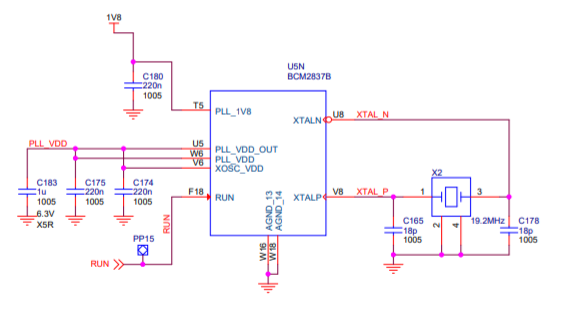 1V8
U5N
BCM2837B
C180
220n
1005
T5
PLL_1V8
XTALN
U8
XTAL_N
PLL_VDD
U5
PLL_VDD_OUT
W6
PLL_VDD
V6
XOSC_VDD
C183
1u
1005
6.3V
X5R
C175
220n
1005
C174
220n
1005
F18
RUN
XTALP
V8
XTAL_P
X2
1
3
2
4
19.2MHz
C165
18p
1005
C178
18p
1005
AGND_13
AGND_14
W16
W18
RUN
PP15
RUN